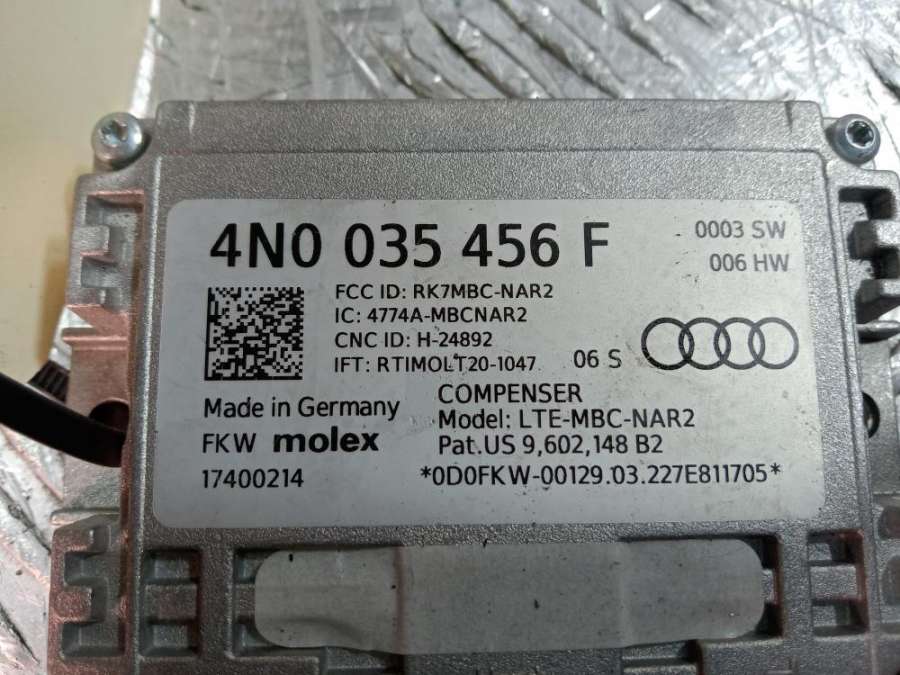 4N0 035 456 F
0003 SW
006 HW
FCC ID: RK7MBC-NAR2
IC: 4774A-MBCNAR2
CNC ID: H-24892
IFT: RTIMOLT20-1047
06 S
COMPENSER
Made in Germany
Model: LTE-MBC-NAR2
FKW molex
Pat.US 9,602,148 B2
17400214
*0D0FKW-00129.03.227E811705*